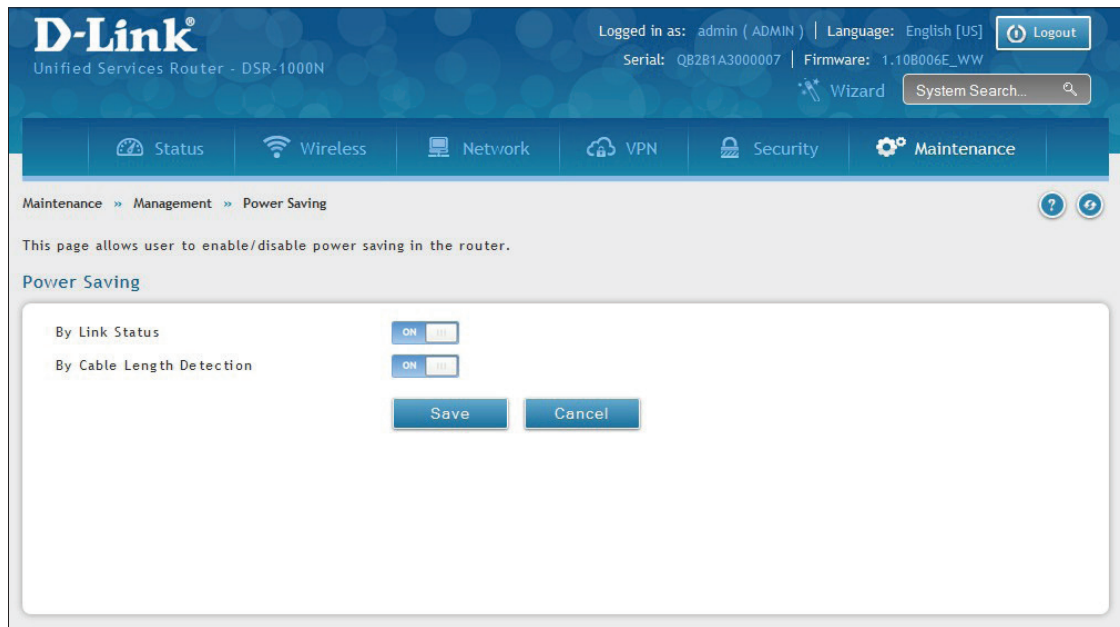 D-Link®
Unified Services Router - DSR-1000N
Logged in as: admin ( ADMIN ) | Language: English [US]
Logout
Serial: QB2B1A3000007 | Firmware: 1.10B006E_WW
Wizard
System Search...
Status
Wireless
Network
VPN
Security
Maintenance
Maintenance » Management » Power Saving
?
This page allows user to enable/disable power saving in the router.
Power Saving
By Link Status
ON
By Cable Length Detection
ON
Save
Cancel